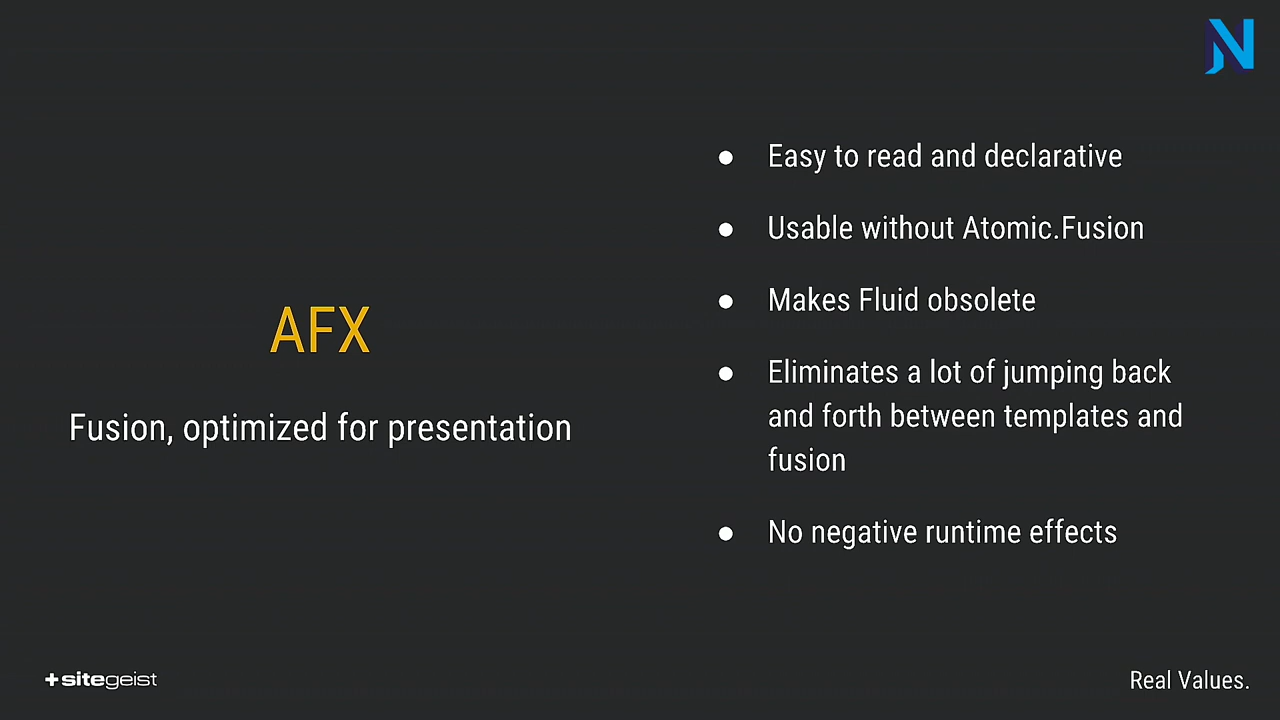 AFX
Fusion, optimized for presentation
● Easy to read and declarative
● Usable without Atomic.Fusion
● Makes Fluid obsolete
● Eliminates a lot of jumping back
and forth between templates and
fusion
● No negative runtime effects
+sitegeist
Real Values.